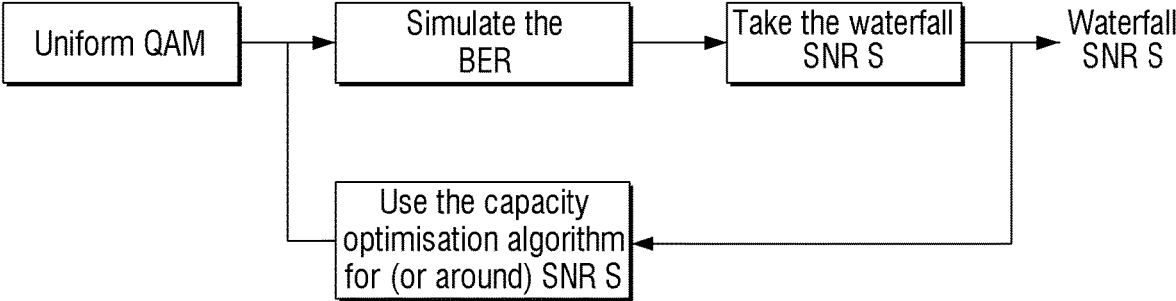 Uniform QAM
Simulate the
BER
Take the waterfall
SNR S
Waterfall
SNR S
Use the capacity
optimisation algorithm
for (or around) SNR S